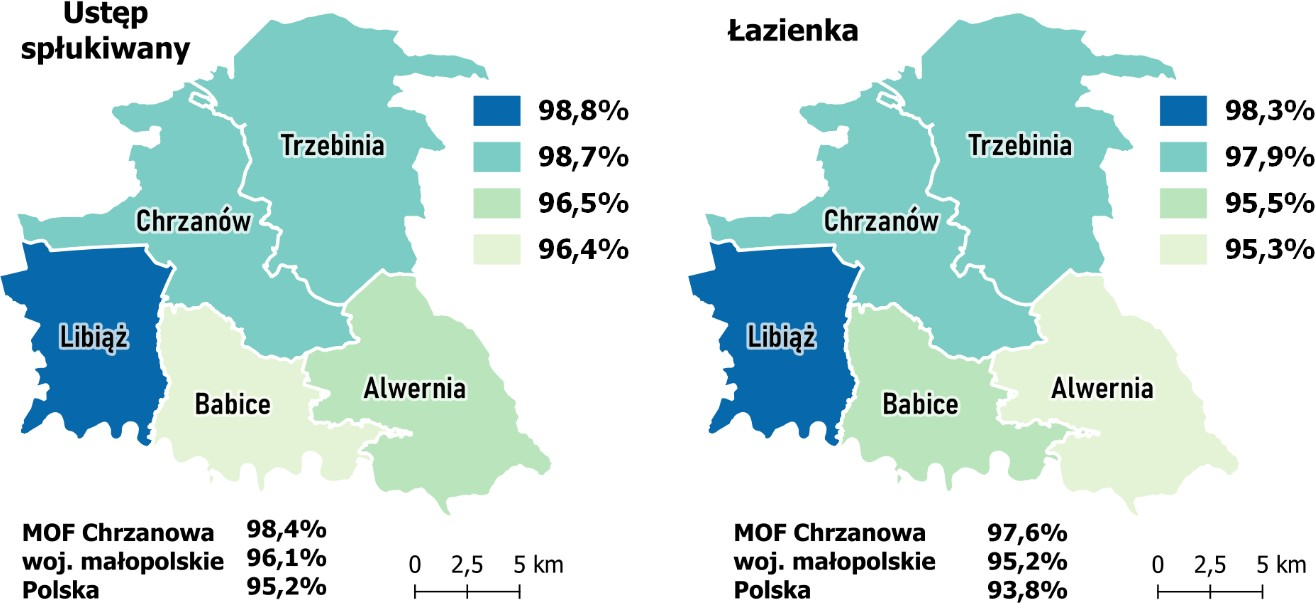 Ustęp
spłukiwany
98,8%
98,7%
96,5%
96,4%
Trzebinia
Chrzanów
Libiąż
Babice
Alwernia
MOF Chrzanowa 98,4%
woj. małopolskie 96,1%
Polska 95,2%
0 2,5 5 km
Łazienka
98,3%
97,9%
95,5%
95,3%
Trzebinia
Chrzanów
Libiąż
Babice
Alwernia
MOF Chrzanowa 97,6%
woj. małopolskie 95,2%
Polska 93,8%
0 2,5 5 km